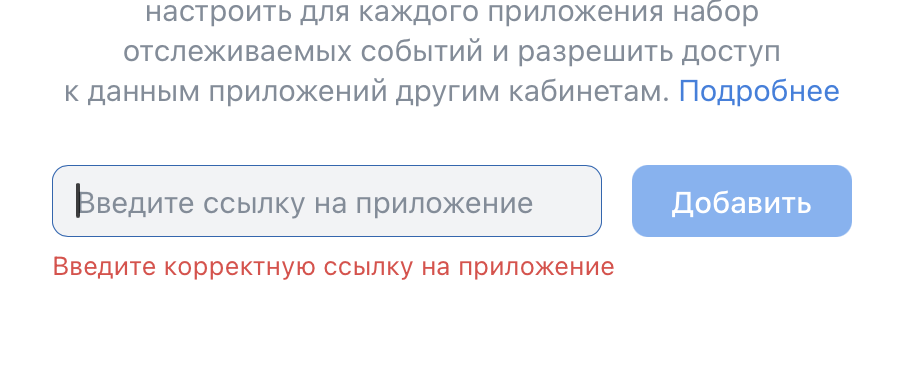 настроить для каждого приложения набор
отслеживаемых событий и разрешить доступ
к данным приложений другим кабинетам. Подробнее
Введите ссылку на приложение
Добавить
Введите корректную ссылку на приложение